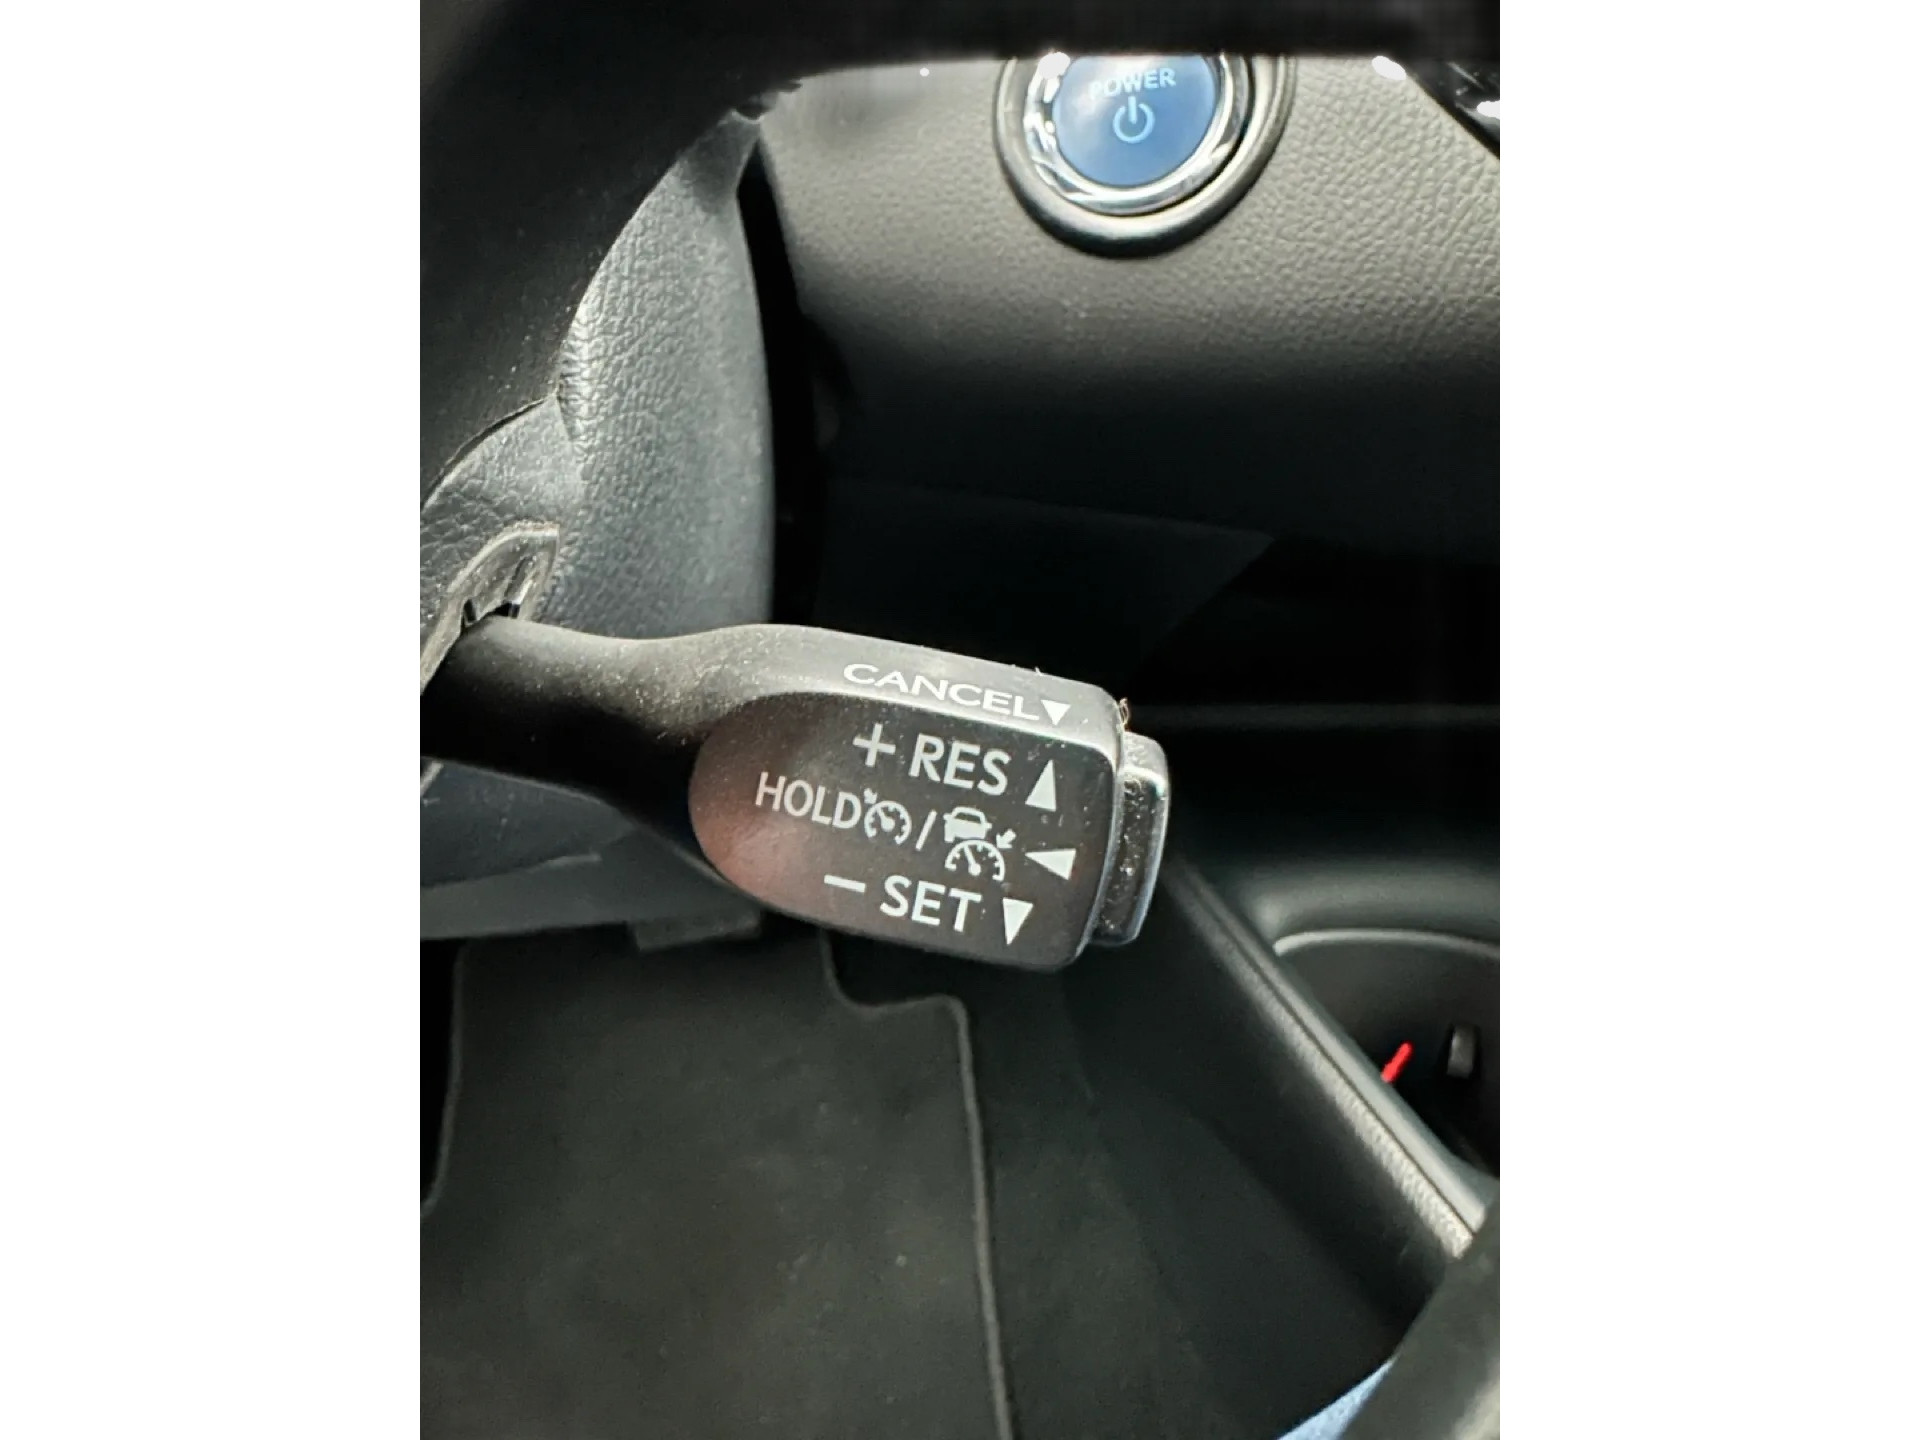 POWER
CANCEL▼
+ RES ▲
HOLD / ◀
− SET ▼